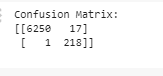 Confusion Matrix:
[[6250   17]
 [   1  218]]